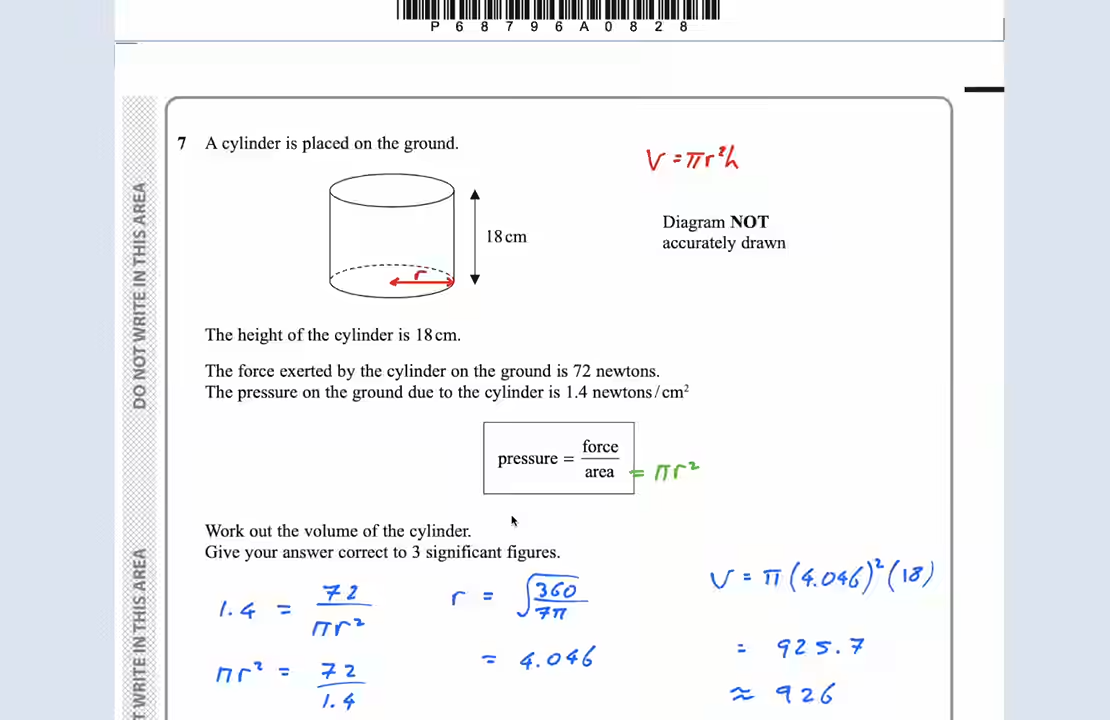 P 6 8 7 9 6 A 0 8 2 8
7 A cylinder is placed on the ground.
V = πr²h
Diagram NOT
accurately drawn
18 cm
r
The height of the cylinder is 18 cm.
The force exerted by the cylinder on the ground is 72 newtons.
The pressure on the ground due to the cylinder is 1.4 newtons/cm²
pressure = force / area = πr²
Work out the volume of the cylinder.
Give your answer correct to 3 significant figures.
1.4 = 72 / πr²
πr² = 72 / 1.4
r = √(360 / 7π)
= 4.046
V = π(4.046)²(18)
= 925.7
≈ 926
DO NOT WRITE IN THIS AREA
T WRITE IN THIS AREA